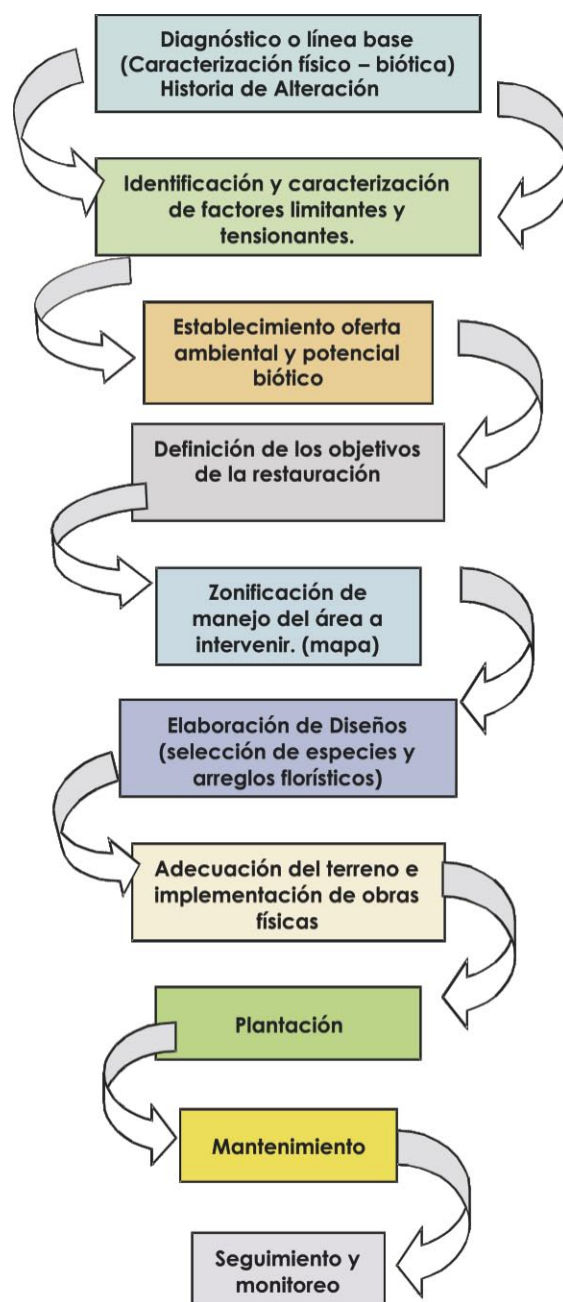 Diagnóstico o línea base
(Caracterización físico – biótica)
Historia de Alteración
Identificación y caracterización
de factores limitantes y
tensionantes.
Establecimiento oferta
ambiental y potencial
biótico
Definición de los objetivos
de la restauración
Zonificación de
manejo del área a
intervenir. (mapa)
Elaboración de Diseños
(selección de especies y
arreglos florísticos)
Adecuación del terreno e
implementación de obras
físicas
Plantación
Mantenimiento
Seguimiento y
monitoreo